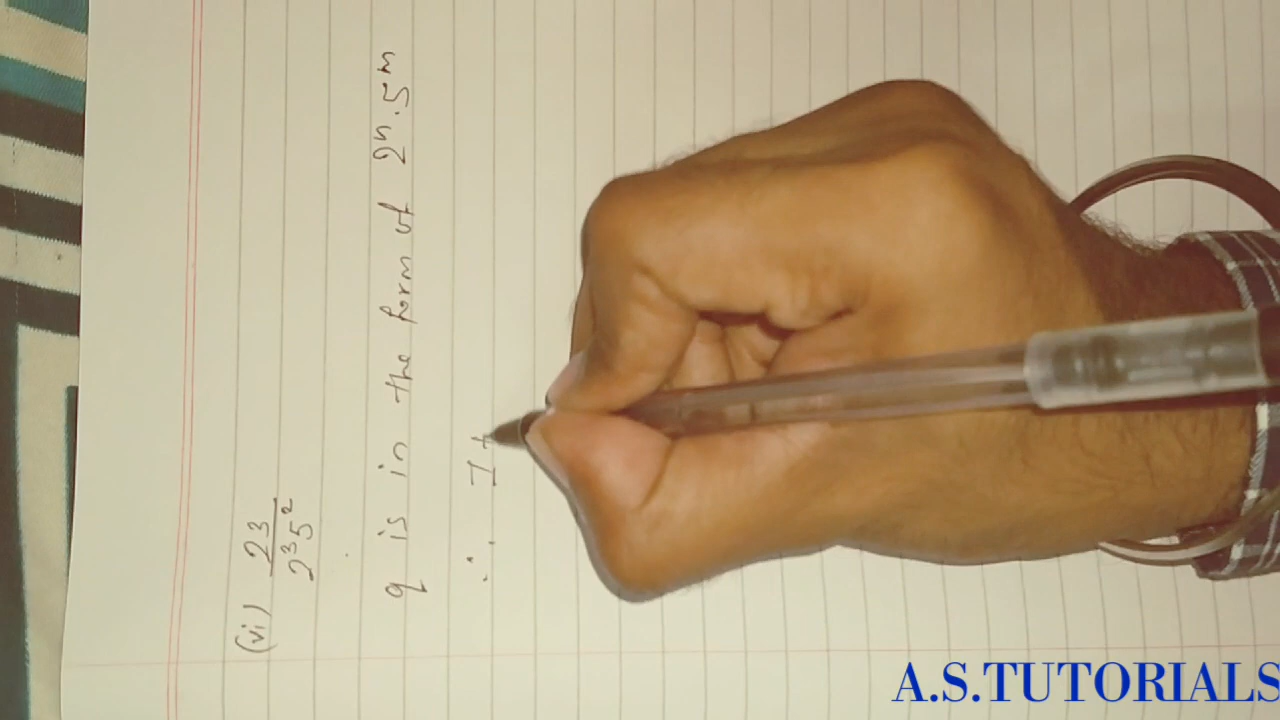 (vi) 23
2³5²
q is in the form of 2ⁿ.5ᵐ
∴ It
A.S.TUTORIALS